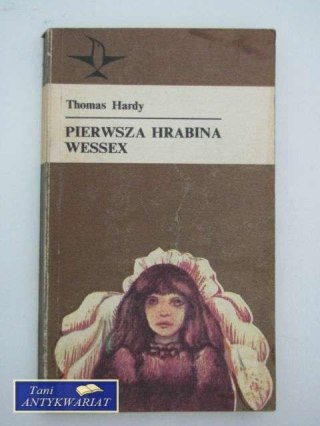 Thomas Hardy
PIERWSZA HRABINA
WESSEX
Tani
ANTYKWARIAT